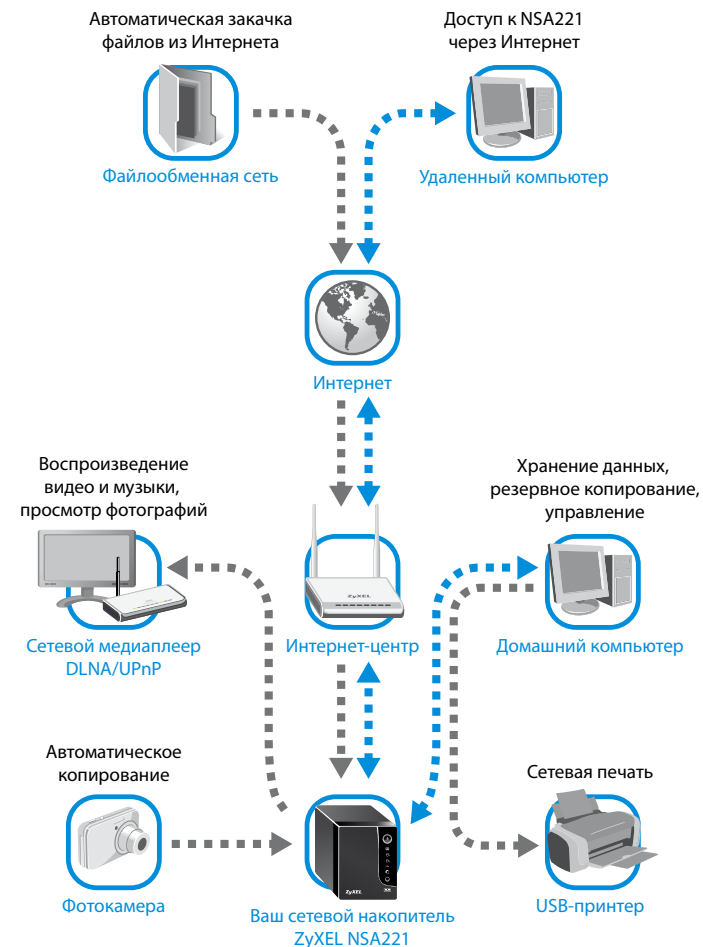 Автоматическая закачка
файлов из Интернета
Доступ к NSA221
через Интернет
Файлообменная сеть
Удаленный компьютер
Интернет
Воспроизведение
видео и музыки,
просмотр фотографий
Хранение данных,
резервное копирование,
управление
ZyXEL
Сетевой медиаплеер
DLNA/UPnP
Интернет-центр
Домашний компьютер
Автоматическое
копирование
Сетевая печать
ZyXEL
Фотокамера
Ваш сетевой накопитель
ZyXEL NSA221
USB-принтер